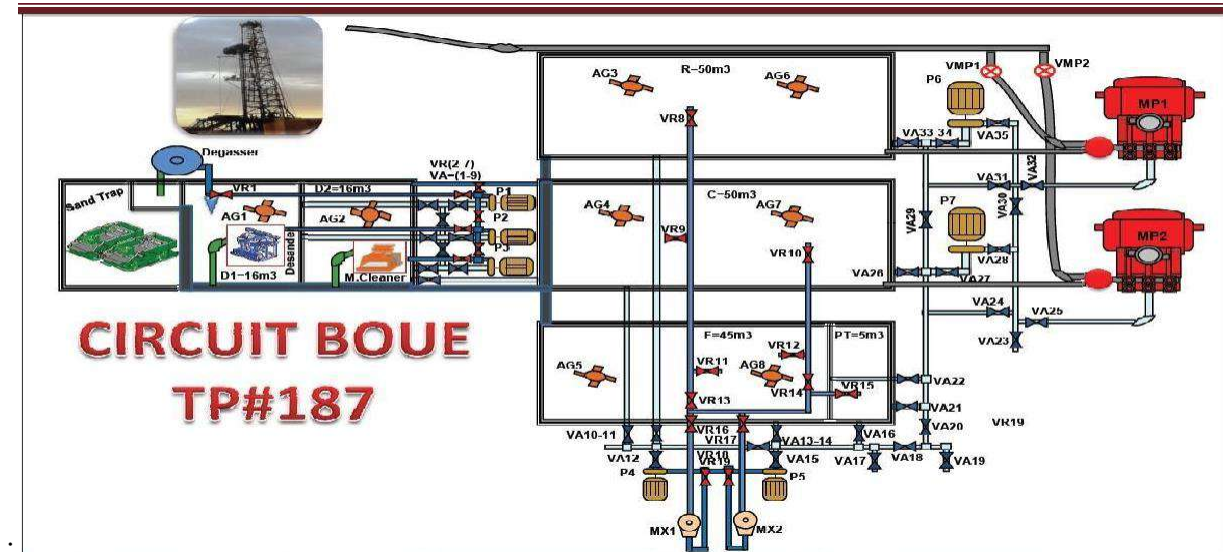 R-50m3
AG3
AG6
VMP1
VMP2
P6
MP1
VR8
VA33-34
VA35
Degasser
VR(2-7)
VA-(1-9)
VA31
VA32
Sand Trap
VR1
D2=16m3
P1
C-50m3
AG1
AG2
P2
AG4
AG7
P7
VA30
VA29
P3
VR9
VR10
VA28
MP2
Desander
D1-16m3
M.Cleaner
VA26
VA27
VA24
VA25
CIRCUIT BOUE
TP#187
F=45m3
PT=5m3
VA23
VR12
VR11
AG5
AG8
VR14
VR15
VA22
VR13
VA21
VA20
VR19
VA10-11
VR16
VR17
VA13-14
VA16
VA12
VR18
VR19
VA15
VA17
VA18
VA19
P4
P5
MX1
MX2